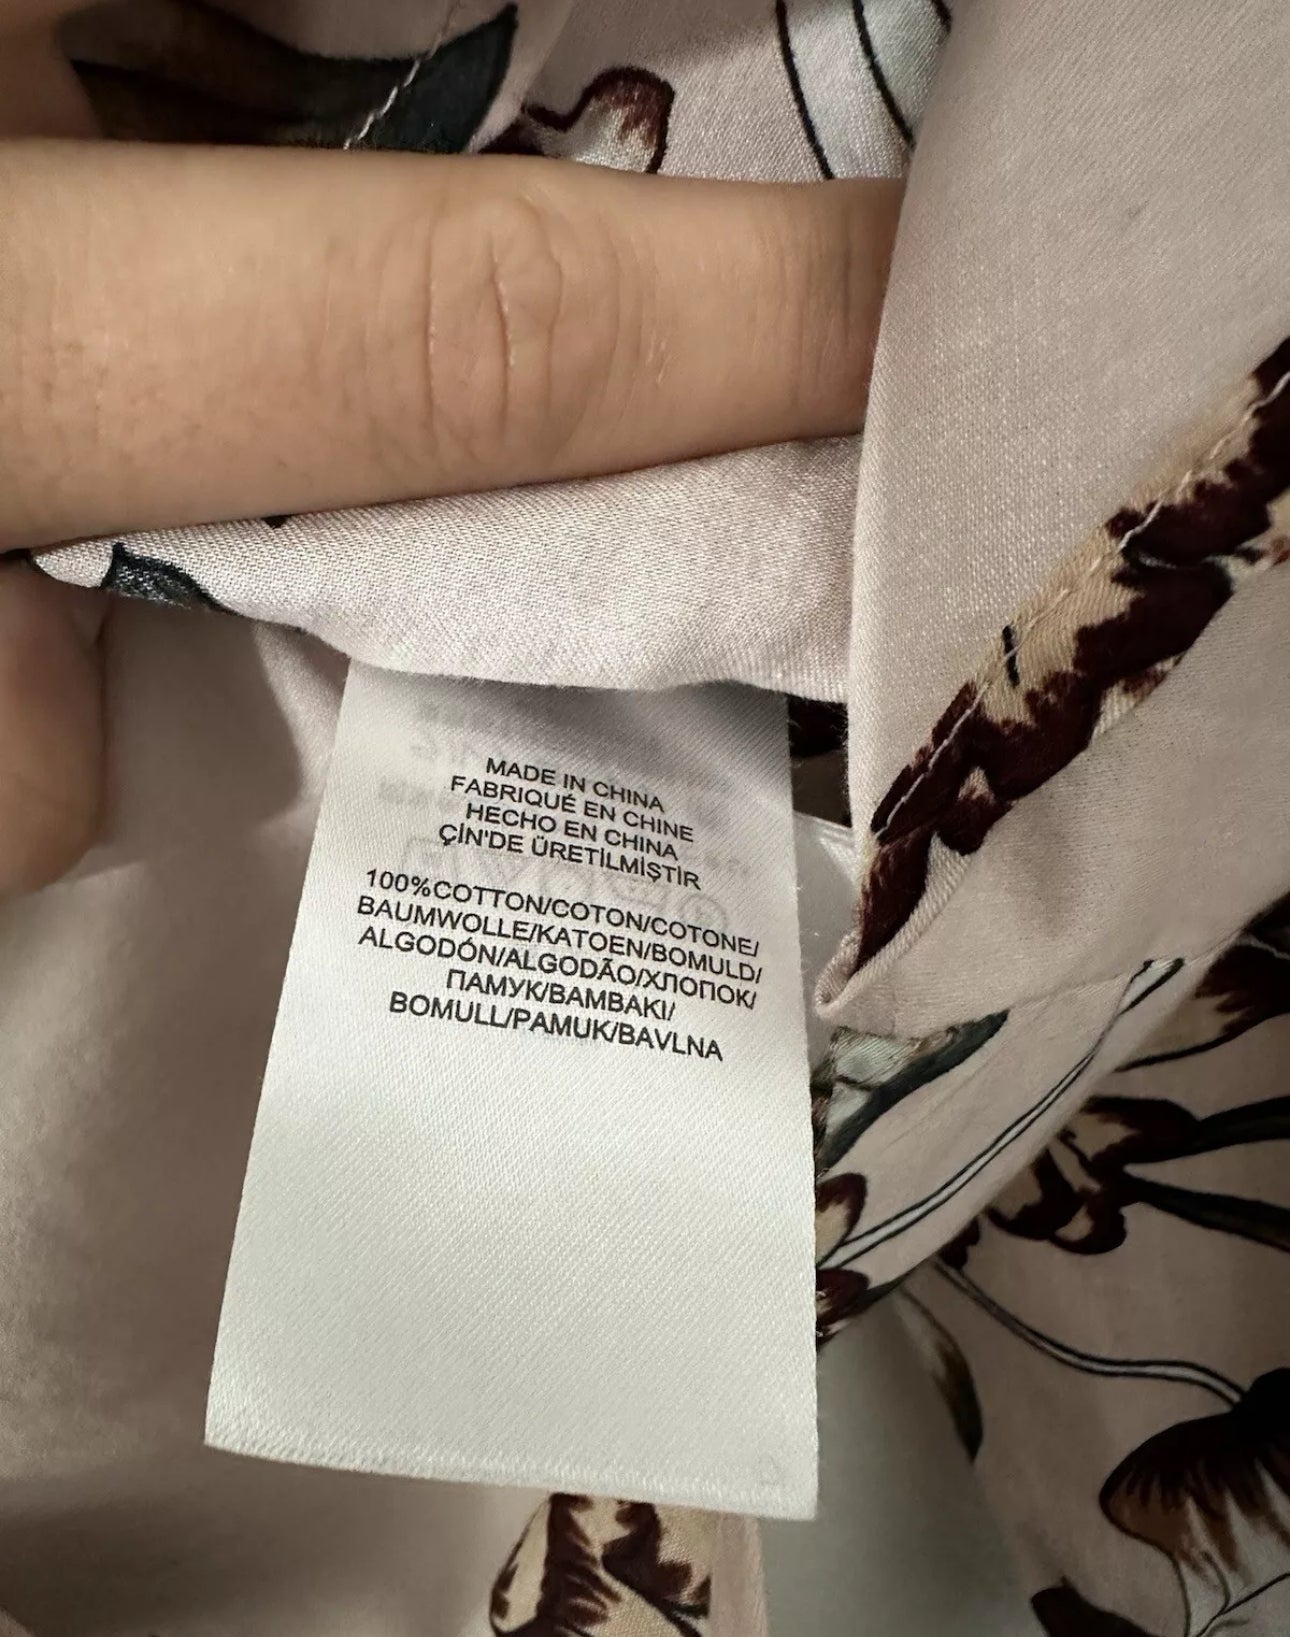 MADE IN CHINA
FABRIQUÉ EN CHINE
HECHO EN CHINA
ÇİN'DE ÜRETİLMİŞTİR
100%COTTON/COTON/COTONE/
BAUMWOLLE/KATOEN/BOMULD/
ALGODÓN/ALGODÃO/ХЛОПОК/
ΠΑΜУК/BAMBAKI/
BOMULL/PAMUK/BAVLNA